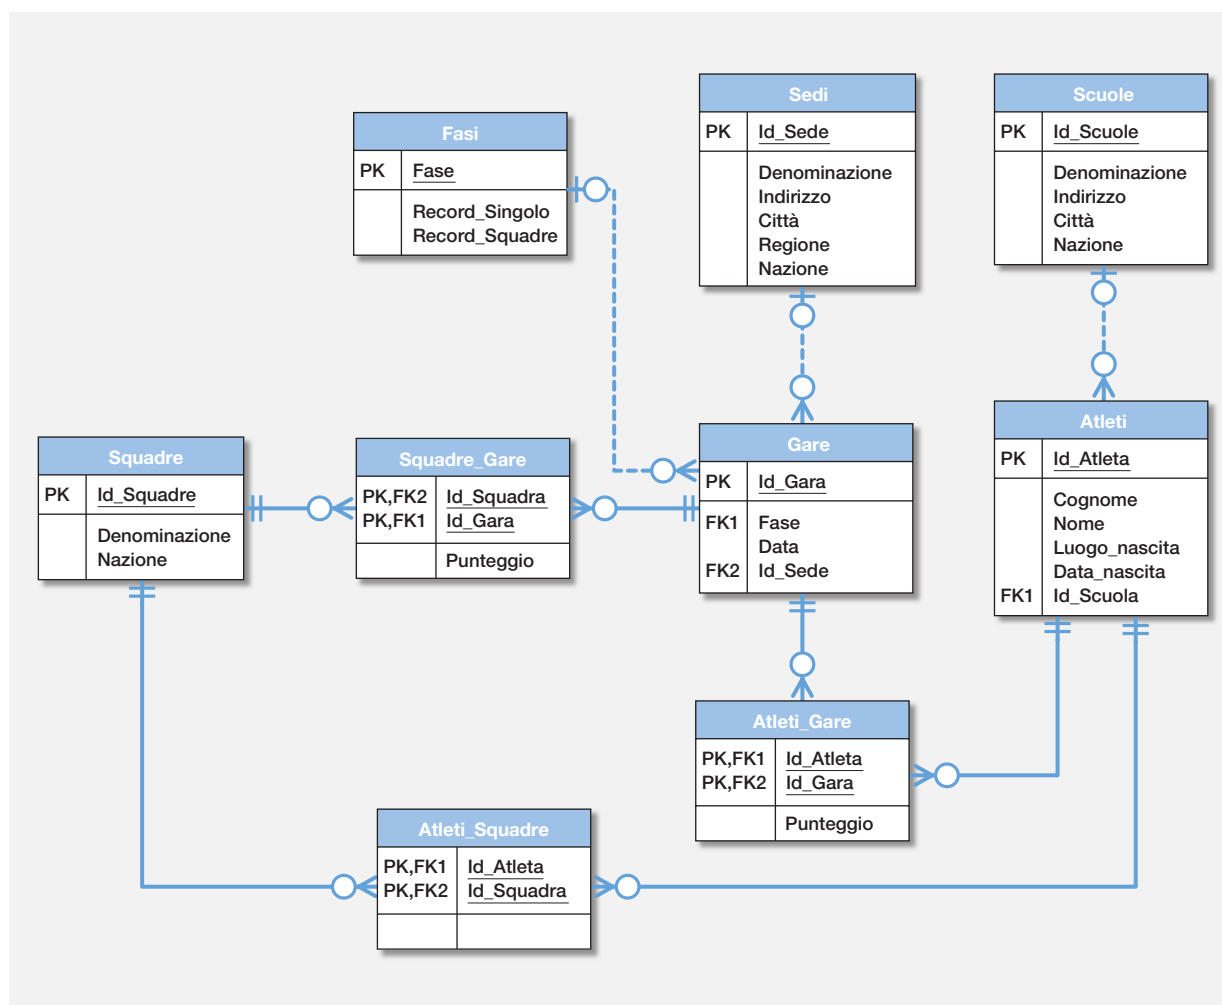 Fasi
PK Fase
Record_Singolo
Record_Squadre
Sedi
PK Id_Sede
Denominazione
Indirizzo
Città
Regione
Nazione
Scuole
PK Id_Scuole
Denominazione
Indirizzo
Città
Nazione
Squadre
PK Id_Squadre
Denominazione
Nazione
Squadre_Gare
PK,FK2 Id_Squadra
PK,FK1 Id_Gara
Punteggio
Gare
PK Id_Gara
FK1 Fase
Data
FK2 Id_Sede
Atleti
PK Id_Atleta
Cognome
Nome
Luogo_nascita
Data_nascita
FK1 Id_Scuola
Atleti_Gare
PK,FK1 Id_Atleta
PK,FK2 Id_Gara
Punteggio
Atleti_Squadre
PK,FK1 Id_Atleta
PK,FK2 Id_Squadra